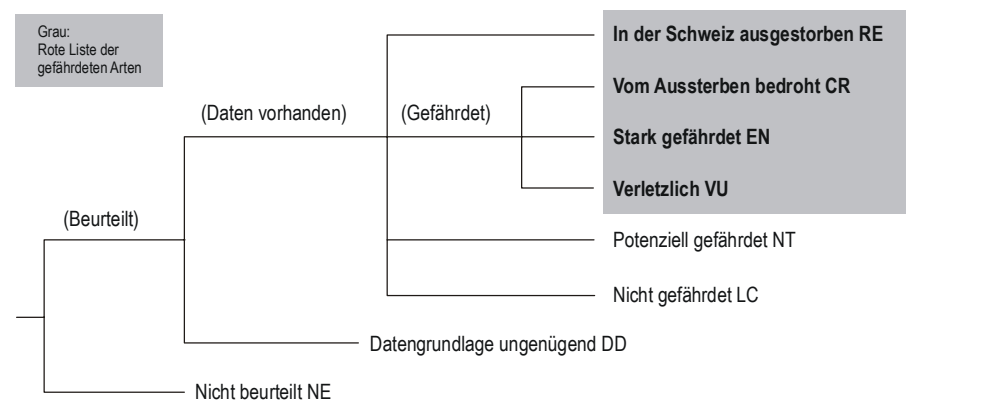 Grau:
Rote Liste der
gefährdeten Arten
In der Schweiz ausgestorben RE
Vom Aussterben bedroht CR
(Daten vorhanden)
(Gefährdet)
Stark gefährdet EN
Verletzlich VU
(Beurteilt)
Potenziell gefährdet NT
Nicht gefährdet LC
Datengrundlage ungenügend DD
Nicht beurteilt NE